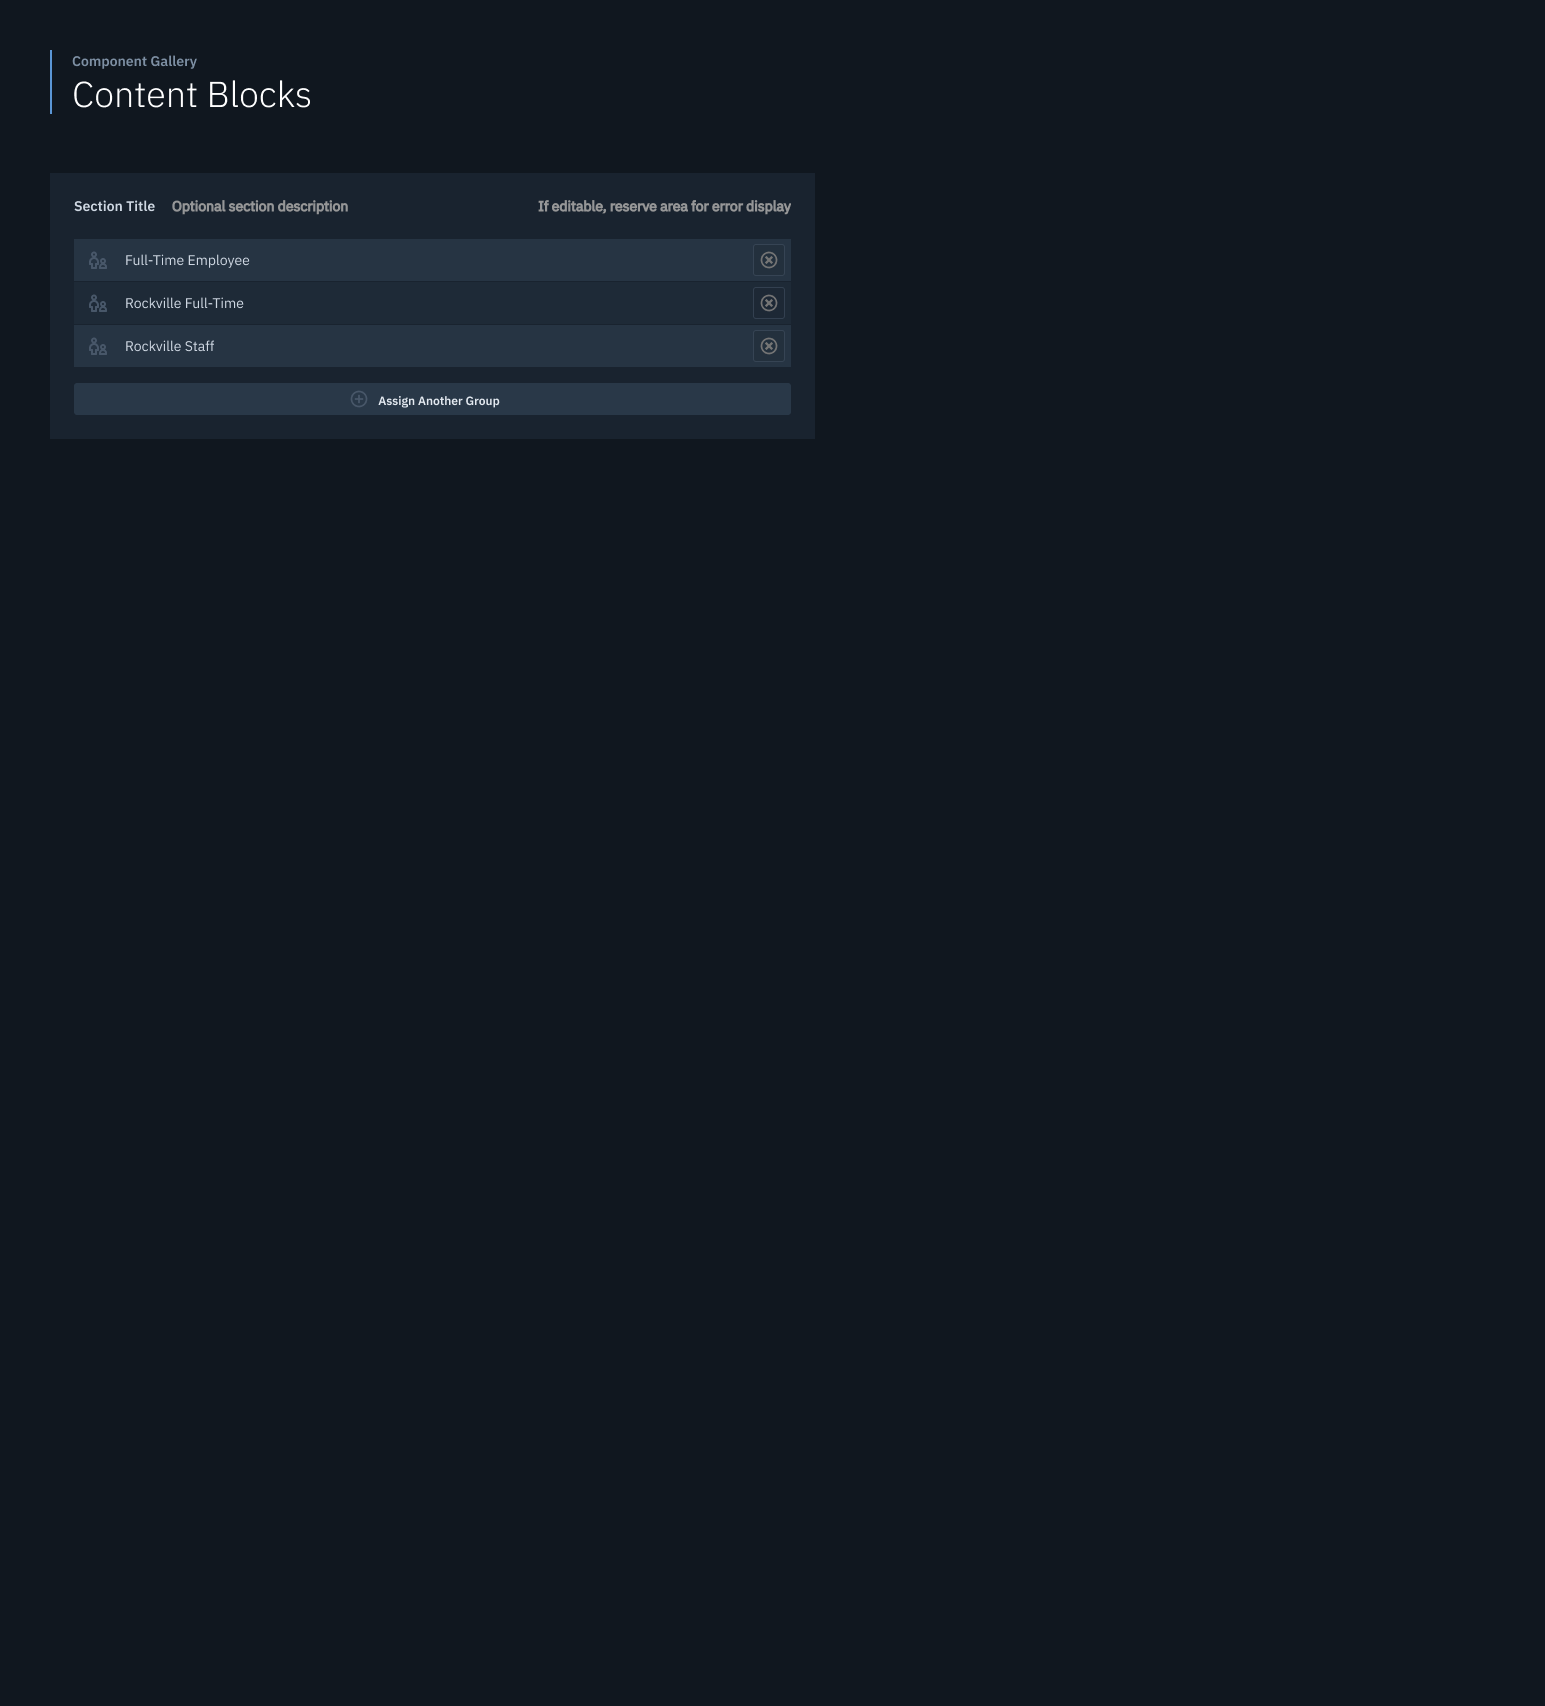 Component Gallery
Content Blocks
Section Title Optional section description If editable, reserve area for error display
Full-Time Employee
Rockville Full-Time
Rockville Staff
Assign Another Group